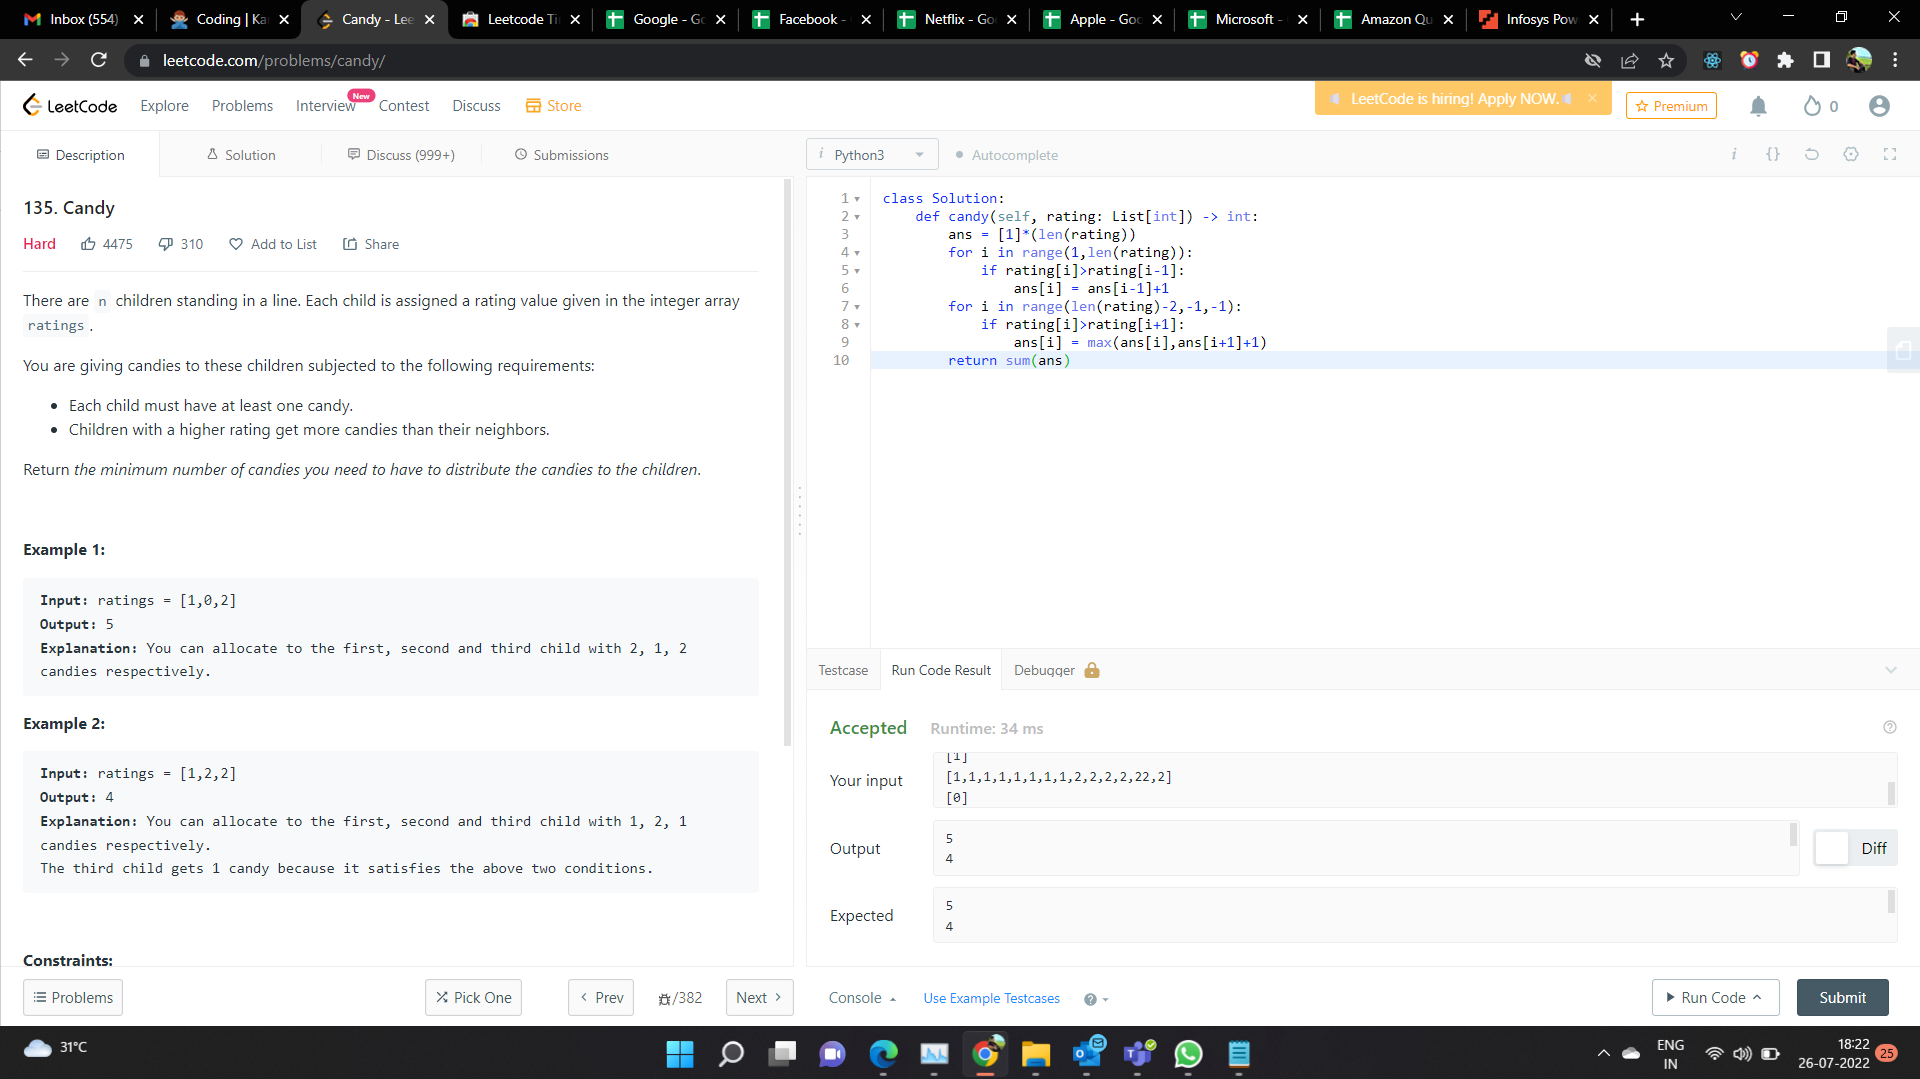 Inbox (554)
Coding | Ka
Candy - Lee
Leetcode Ti
Google - Go
Facebook -
Netflix - Go
Apple - Goo
Microsoft -
Amazon Qu
Infosys Pow
leetcode.com/problems/candy/
LeetCode
Explore
Problems
Interview
New
Contest
Discuss
Store
LeetCode is hiring! Apply NOW.
Premium
0
Description
Solution
Discuss (999+)
Submissions
Python3
Autocomplete
135. Candy
Hard
4475
310
Add to List
Share
There are n children standing in a line. Each child is assigned a rating value given in the integer array
ratings .
You are giving candies to these children subjected to the following requirements:
Each child must have at least one candy.
Children with a higher rating get more candies than their neighbors.
Return the minimum number of candies you need to have to distribute the candies to the children.
Example 1:
Input: ratings = [1,0,2]
Output: 5
Explanation: You can allocate to the first, second and third child with 2, 1, 2
candies respectively.
Example 2:
Input: ratings = [1,2,2]
Output: 4
Explanation: You can allocate to the first, second and third child with 1, 2, 1
candies respectively.
The third child gets 1 candy because it satisfies the above two conditions.
Constraints:
Problems
Pick One
Prev
/382
Next
1 class Solution:
2 def candy(self, rating: List[int]) -> int:
3 ans = [1]*(len(rating))
4 for i in range(1,len(rating)):
5 if rating[i]>rating[i-1]:
6 ans[i] = ans[i-1]+1
7 for i in range(len(rating)-2,-1,-1):
8 if rating[i]>rating[i+1]:
9 ans[i] = max(ans[i],ans[i+1]+1)
10 return sum(ans)
Testcase
Run Code Result
Debugger
Accepted
Runtime: 34 ms
Your input
[1]
[1,1,1,1,1,1,1,1,2,2,2,2,22,2]
[0]
Output
5
4
Diff
Expected
5
4
Console
Use Example Testcases
Run Code
Submit
31°C
ENG
IN
18:22
26-07-2022
25